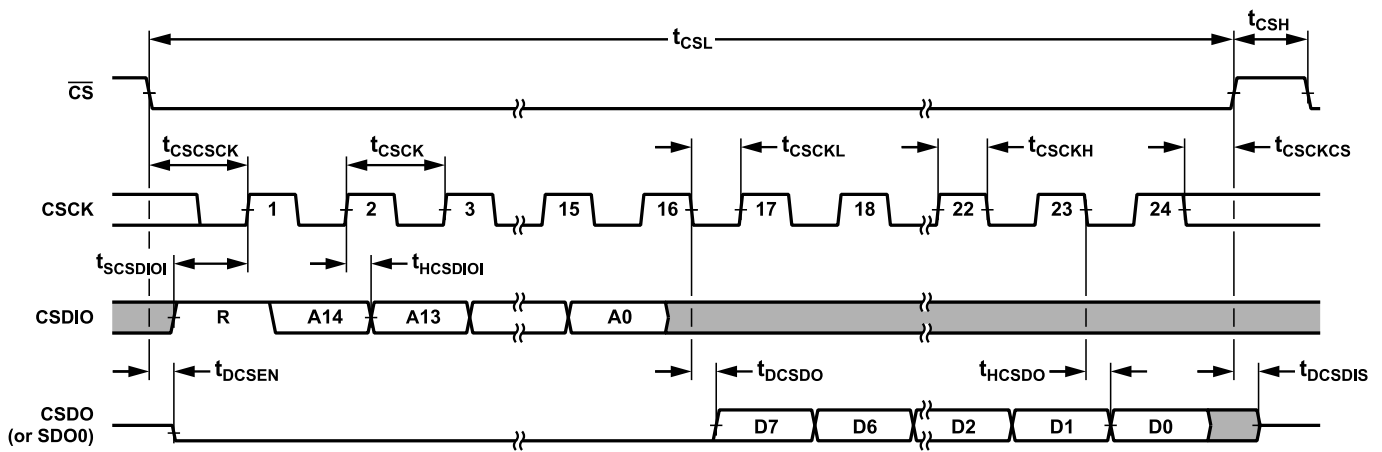 tCSL
tCSH
CS
tCSCSCK
tCSCK
tCSCKL
tCSCKH
tCSCKCS
CSCK
1 2 3 15 16 17 18 22 23 24
tSCSDIOI
tHCSDIOI
CSDIO
R A14 A13 A0
tDCSEN
tDCSDO
tHCSDO
tDCSDIS
CSDO
(or SDO0)
D7 D6 D2 D1 D0